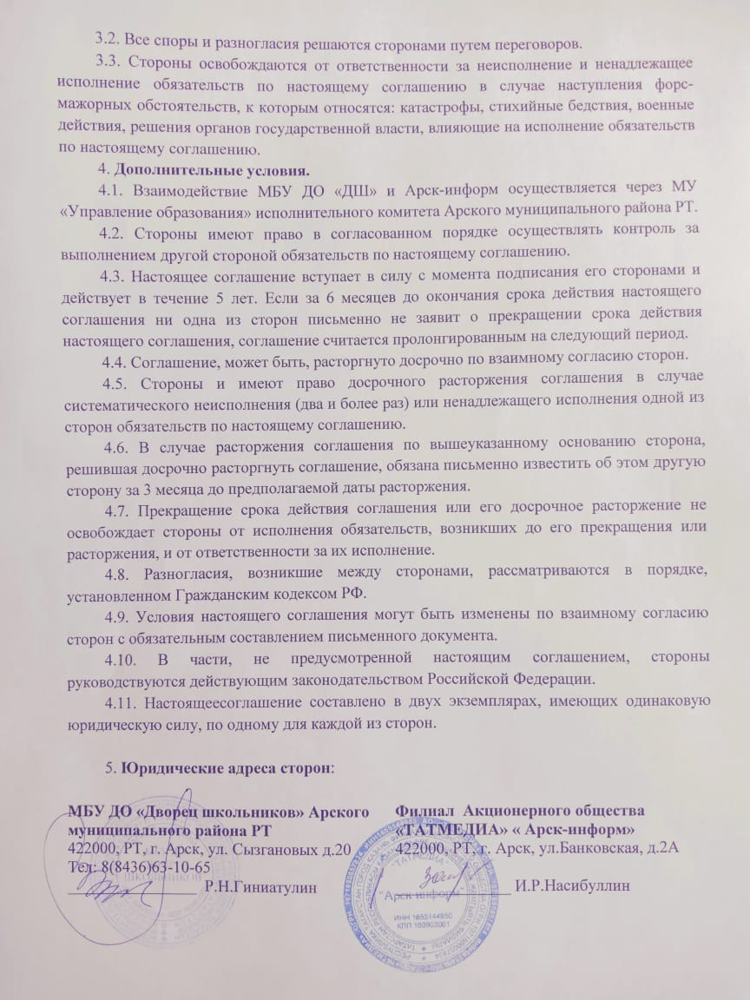 3.2. Все споры и разногласия решаются сторонами путем переговоров.
3.3. Стороны освобождаются от ответственности за неисполнение и ненадлежащее
исполнение обязательств по настоящему соглашению в случае наступления форс-
мажорных обстоятельств, к которым относятся: катастрофы, стихийные бедствия, военные
действия, решения органов государственной власти, влияющие на исполнение обязательств
по настоящему соглашению.
4. Дополнительные условия.
4.1. Взаимодействие МБУ ДО «ДШ» и Арск-информ осуществляется через МУ
«Управление образования» исполнительного комитета Арского муниципального района РТ.
4.2. Стороны имеют право в согласованном порядке осуществлять контроль за
выполнением другой стороной обязательств по настоящему соглашению.
4.3. Настоящее соглашение вступает в силу с момента подписания его сторонами и
действует в течение 5 лет. Если за 6 месяцев до окончания срока действия настоящего
соглашения ни одна из сторон письменно не заявит о прекращении срока действия
настоящего соглашения, соглашение считается пролонгированным на следующий период.
4.4. Соглашение, может быть, расторгнуто досрочно по взаимному согласию сторон.
4.5. Стороны и имеют право досрочного расторжения соглашения в случае
систематического неисполнения (два и более раз) или ненадлежащего исполнения одной из
сторон обязательств по настоящему соглашению.
4.6. В случае расторжения соглашения по вышеуказанному основанию сторона,
решившая досрочно расторгнуть соглашение, обязана письменно известить об этом другую
сторону за 3 месяца до предполагаемой даты расторжения.
4.7. Прекращение срока действия соглашения или его досрочное расторжение не
освобождает стороны от исполнения обязательств, возникших до его прекращения или
расторжения, и от ответственности за их исполнение.
4.8. Разногласия, возникшие между сторонами, рассматриваются в порядке,
установленном Гражданским кодексом РФ.
4.9. Условия настоящего соглашения могут быть изменены по взаимному согласию
сторон с обязательным составлением письменного документа.
4.10. В части, не предусмотренной настоящим соглашением, стороны
руководствуются действующим законодательством Российской Федерации.
4.11. Настоящеесоглашение составлено в двух экземплярах, имеющих одинаковую
юридическую силу, по одному для каждой из сторон.
5. Юридические адреса сторон:
МБУ ДО «Дворец школьников» Арского
муниципального района РТ
422000, РТ, г. Арск, ул. Сызгановых д.20
Тел: 8(8436)63-10-65
Р.Н.Гиниатулин
Филиал Акционерного общества
«ТАТМЕДИА» « Арск-информ»
422000, РТ, г. Арск, ул.Банковская, д.2А
И.Р.Насибуллин
"ТАТМЕДИА"
"Арск-информ"
ИНН 1655144950
КПП 160902001